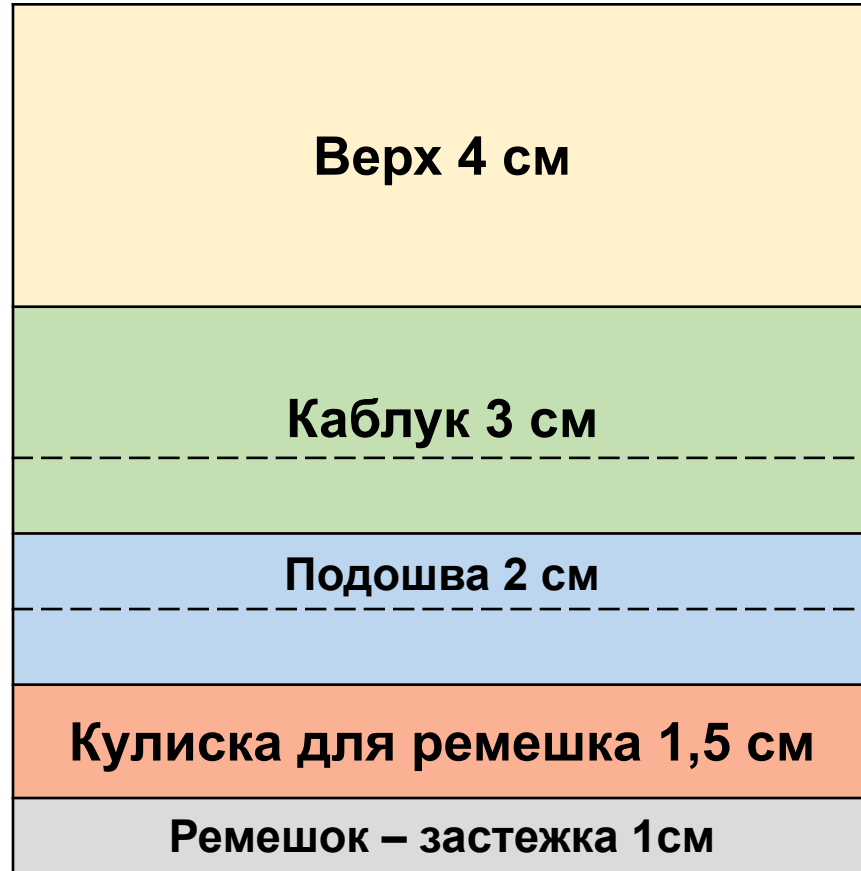 Верх 4 см
Каблук 3 см
Подошва 2 см
Кулиска для ремешка 1,5 см
Ремешок – застежка 1см